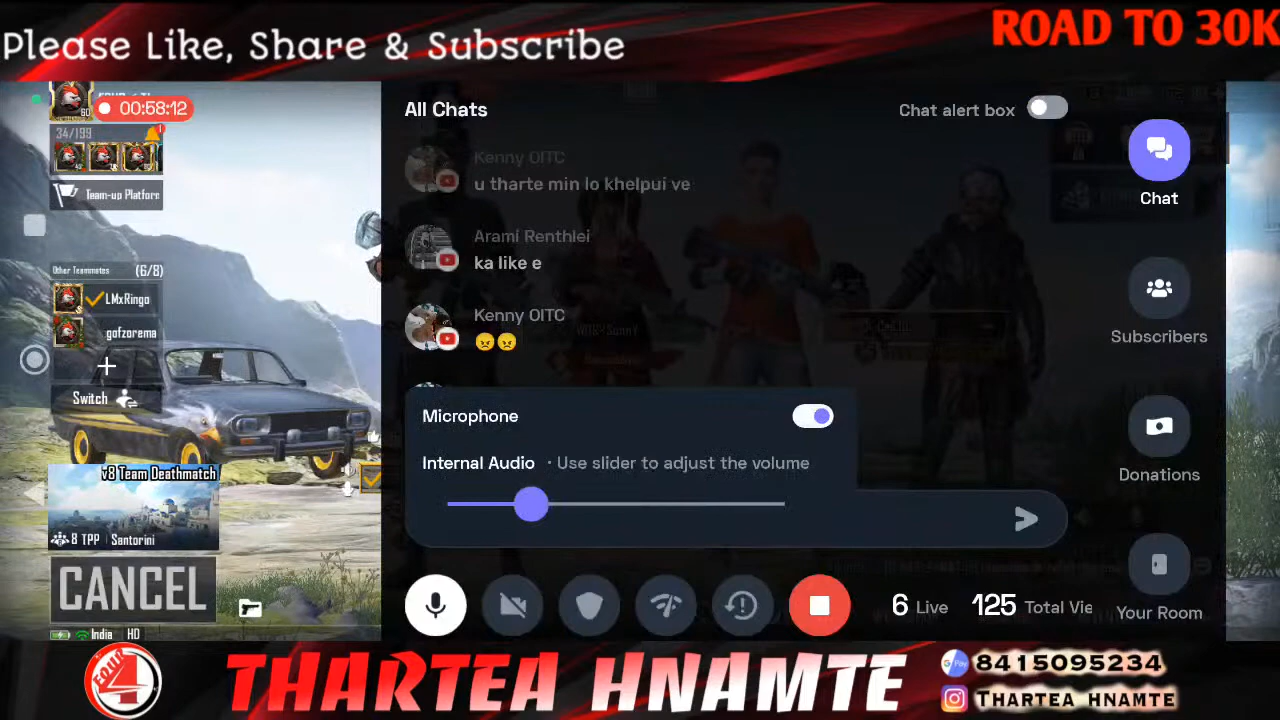 Please Like, Share & Subscribe
ROAD TO 30K
00:58:12
34/199
Team-up Platform
Other Teammates (6/8)
LMxRingo
gofzorema
Switch
v8 Team Deathmatch
8 TPP Santorini
CANCEL
India HD
All Chats
Chat alert box
Kenny OITC
u tharte min lo khelpui ve
Arami Renthlei
ka like e
Kenny OITC
😠😠
Microphone
Internal Audio · Use slider to adjust the volume
6 Live 125 Total Vie
Chat
Subscribers
Donations
Your Room
FOUR 4
THARTEA HNAMTE
G Pay 8415095234
THARTEA HNAMTE